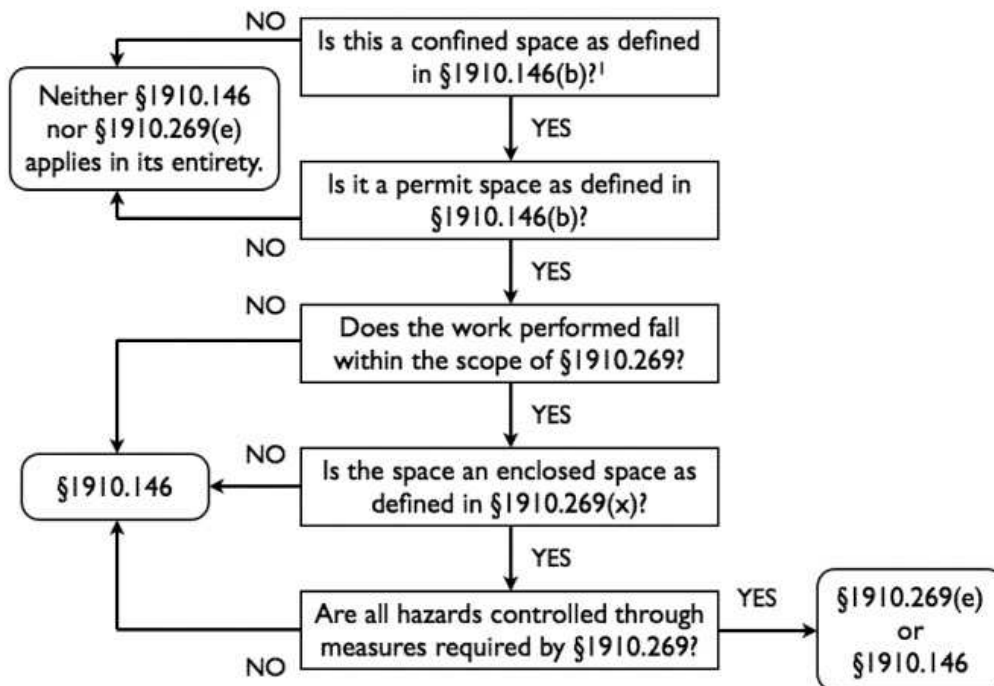 NO
Is this a confined space as defined
in §1910.146(b)?¹
Neither §1910.146
nor §1910.269(e)
applies in its entirety.
YES
Is it a permit space as defined in
§1910.146(b)?
NO
YES
NO
Does the work performed fall
within the scope of §1910.269?
YES
NO
§1910.146
Is the space an enclosed space as
defined in §1910.269(x)?
YES
Are all hazards controlled through
measures required by §1910.269?
NO
YES
§1910.269(e)
or
§1910.146